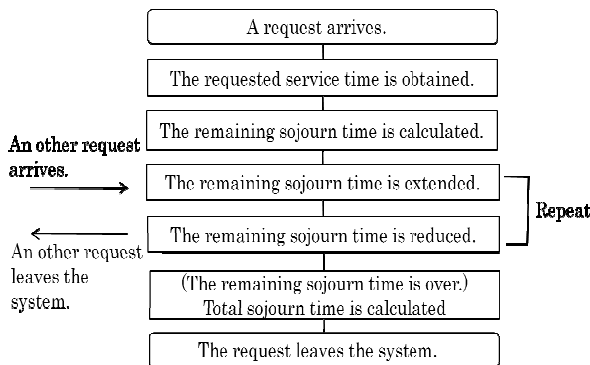 A request arrives.
The requested service time is obtained.
The remaining sojourn time is calculated.
An other request
arrives.
The remaining sojourn time is extended.
Repeat
The remaining sojourn time is reduced.
An other request
leaves the
system.
(The remaining sojourn time is over.)
Total sojourn time is calculated
The request leaves the system.